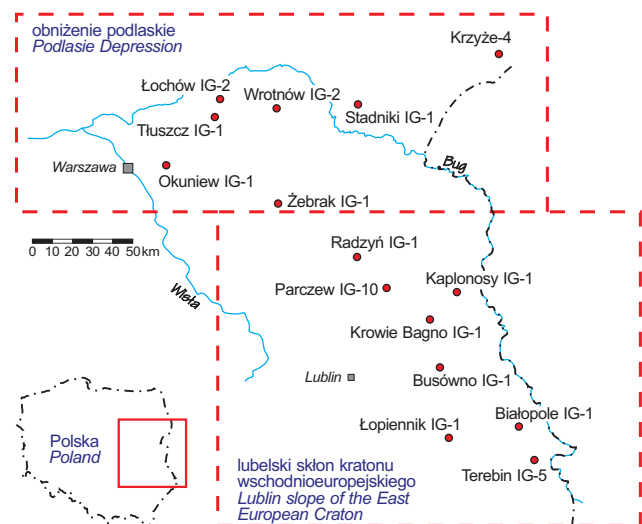 obniżenie podlaskie
Podlasie Depression
Krzyże-4
Łochów IG-2
Wrotnów IG-2
Stadniki IG-1
Tłuszcz IG-1
Warszawa
Okuniew IG-1
Bug
Żebrak IG-1
0 10 20 30 40 50km
Radzyń IG-1
Parczew IG-10
Kaplonosy IG-1
Wisła
Krowie Bagno IG-1
Lublin
Busówno IG-1
Białopole IG-1
Łopiennik IG-1
Terebin IG-5
Polska
Poland
lubelski skłon kratonu
wschodnioeuropejskiego
Lublin slope of the East
European Craton